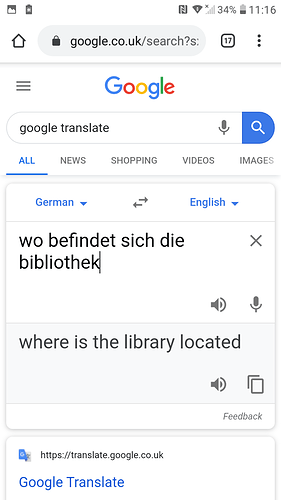 34% 11:16
google.co.uk/search?s:
17
Google
google translate
ALL NEWS SHOPPING VIDEOS IMAGES
German English
wo befindet sich die
bibliothek
where is the library located
Feedback
https://translate.google.co.uk
Google Translate